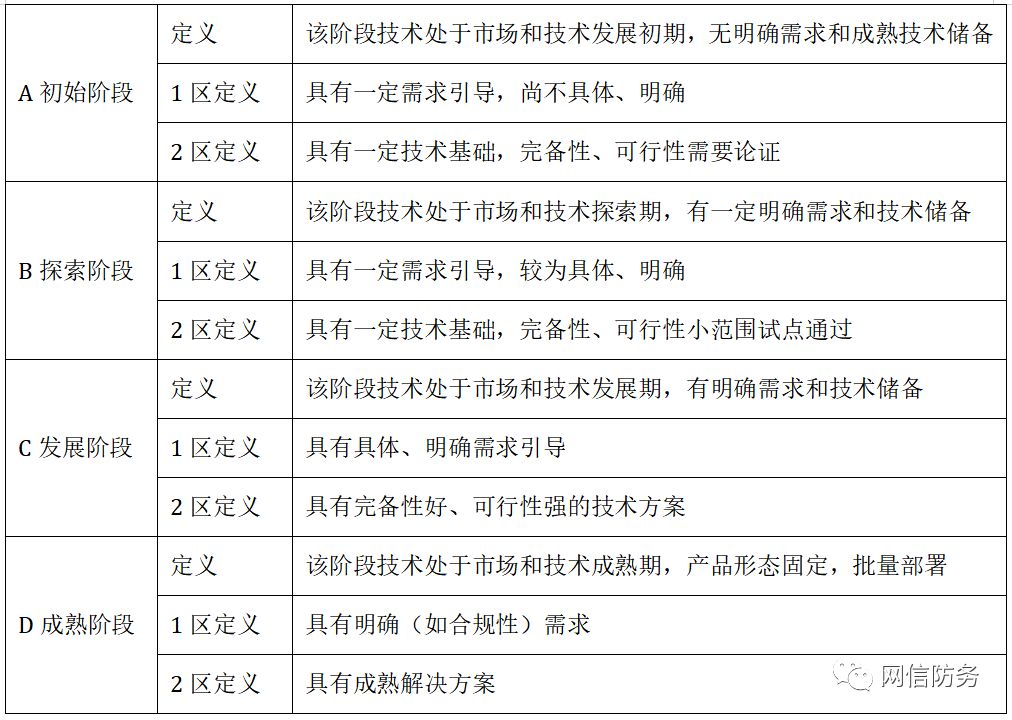 A 初始阶段
定义
该阶段技术处于市场和技术发展初期，无明确需求和成熟技术储备
1 区定义
具有一定需求引导，尚不具体、明确
2 区定义
具有一定技术基础，完备性、可行性需要论证
B 探索阶段
定义
该阶段技术处于市场和技术探索期，有一定明确需求和技术储备
1 区定义
具有一定需求引导，较为具体、明确
2 区定义
具有一定技术基础，完备性、可行性小范围试点通过
C 发展阶段
定义
该阶段技术处于市场和技术发展期，有明确需求和技术储备
1 区定义
具有具体、明确需求引导
2 区定义
具有完备性好、可行性强的技术方案
D 成熟阶段
定义
该阶段技术处于市场和技术成熟期，产品形态固定，批量部署
1 区定义
具有明确（如合规性）需求
2 区定义
具有成熟解决方案
网信防务